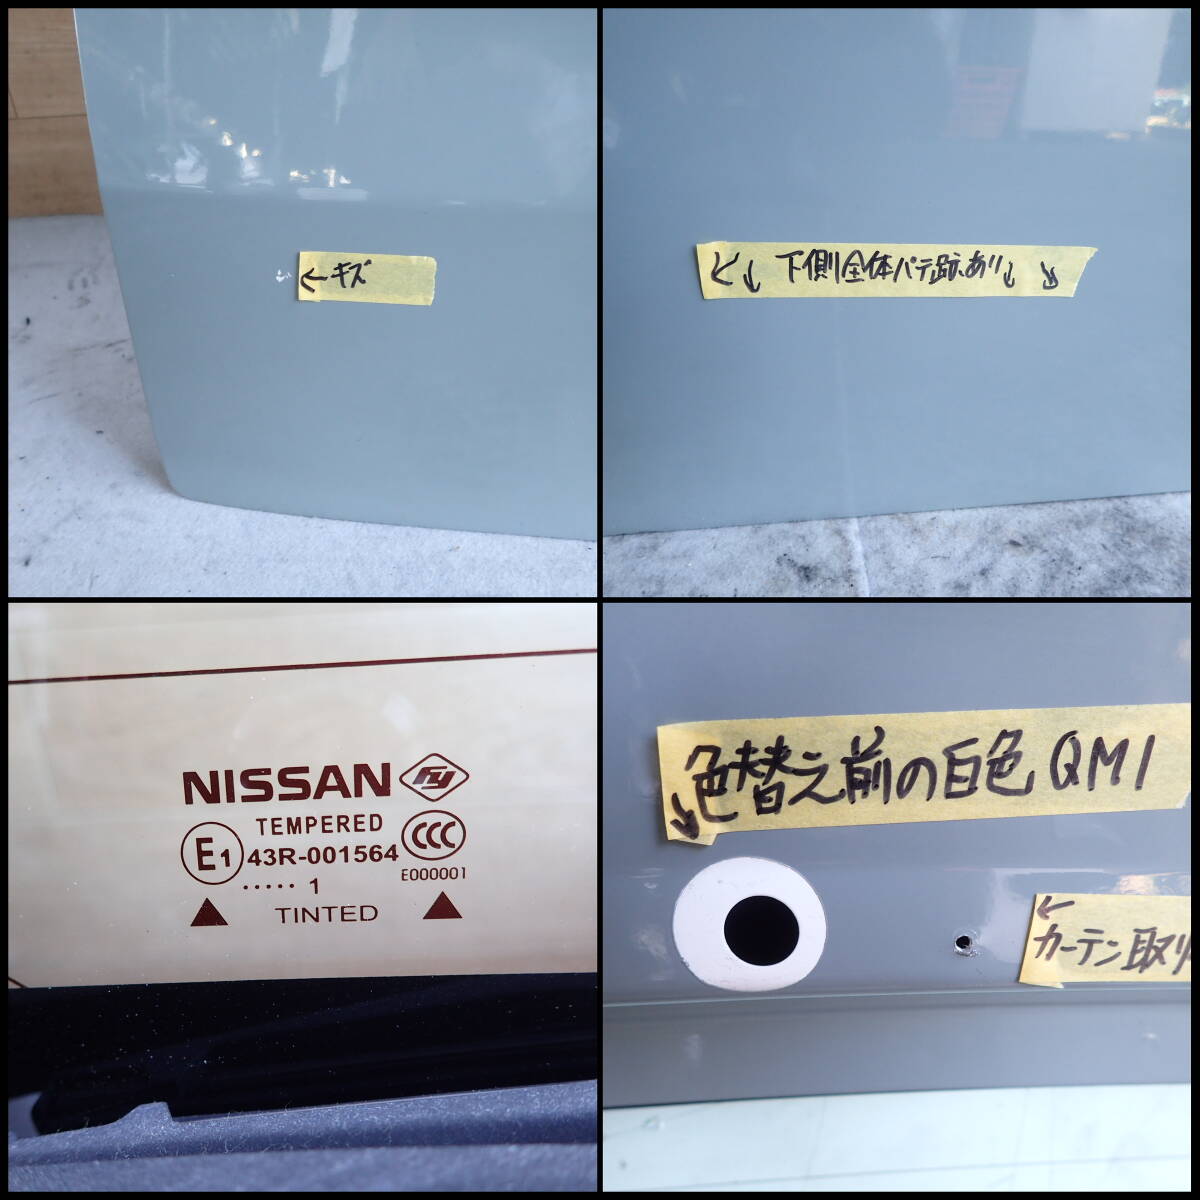 ←キズ
↙↓ 下側全体パテ跡あり↓ ↘
NISSAN FY
TEMPERED CCC
E1 43R-001564
E000001
····· 1
TINTED
色替え前の白色 QM1
↓
←
カーテン取り